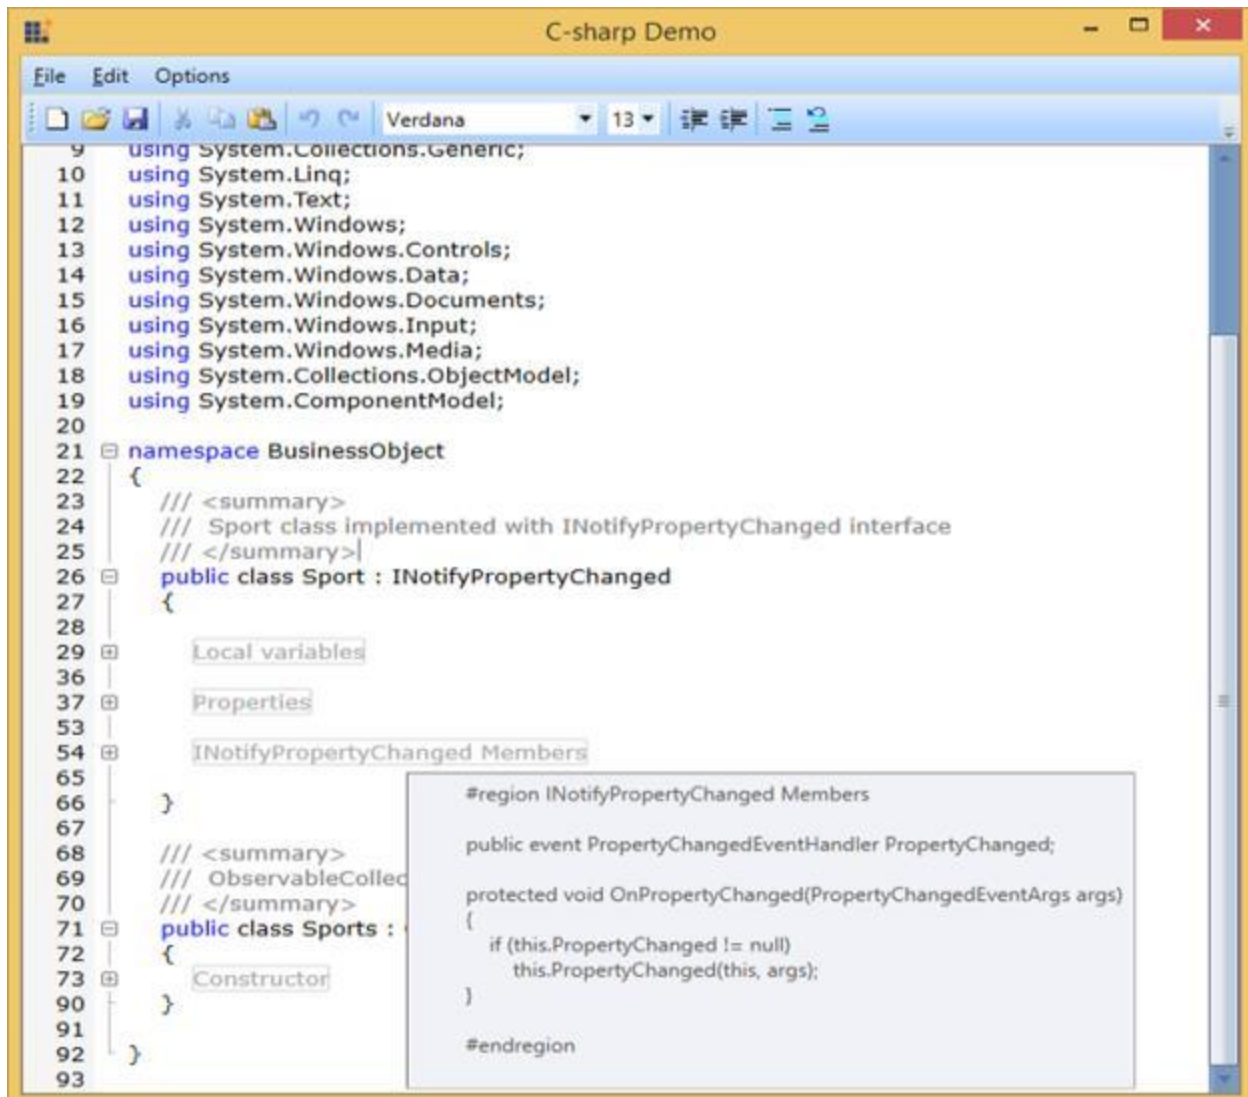 C-sharp Demo
File Edit Options
Verdana 13
9 using System.Collections.Generic;
10 using System.Linq;
11 using System.Text;
12 using System.Windows;
13 using System.Windows.Controls;
14 using System.Windows.Data;
15 using System.Windows.Documents;
16 using System.Windows.Input;
17 using System.Windows.Media;
18 using System.Collections.ObjectModel;
19 using System.ComponentModel;
20
21 namespace BusinessObject
22 {
23 /// <summary>
24 /// Sport class implemented with INotifyPropertyChanged interface
25 /// </summary>
26 public class Sport : INotifyPropertyChanged
27 {
28
29 Local variables
36
37 Properties
53
54 INotifyPropertyChanged Members
65
66 }
67
68 /// <summary>
69 /// ObservableCollec
70 /// </summary>
71 public class Sports :
72 {
73 Constructor
90 }
91
92 }
93
#region INotifyPropertyChanged Members
public event PropertyChangedEventHandler PropertyChanged;
protected void OnPropertyChanged(PropertyChangedEventArgs args)
{
if (this.PropertyChanged != null)
this.PropertyChanged(this, args);
}
#endregion